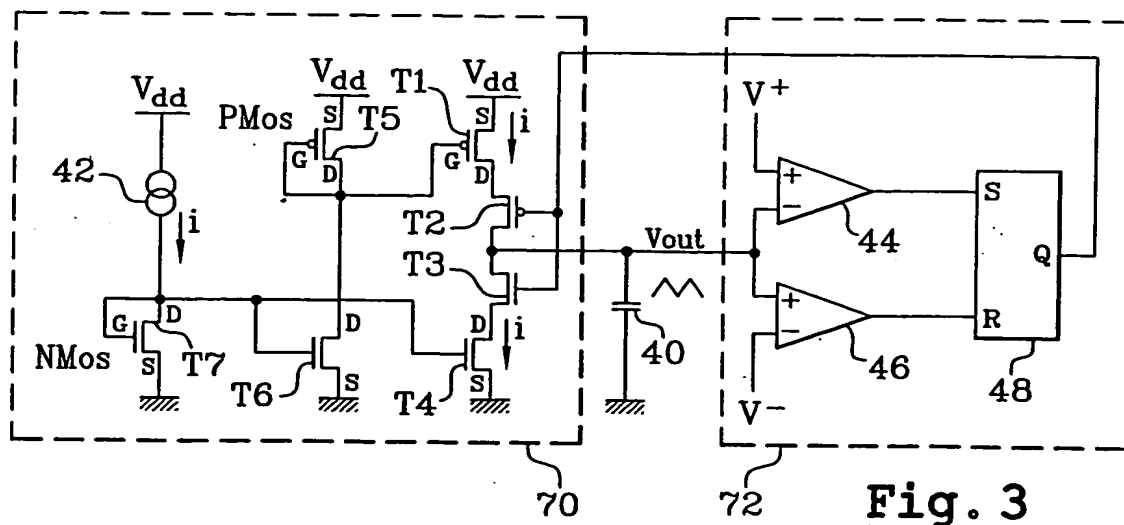 Vdd
42
i
G
D
S
NMos
T7
Vdd
PMos
S
T5
G
D
D
T6
S
T1
Vdd
S
i
G
D
T2
T3
D
i
T4
S
70
Vout
40
V+
+
−
44
+
−
46
V−
S
Q
R
48
72
Fig. 3